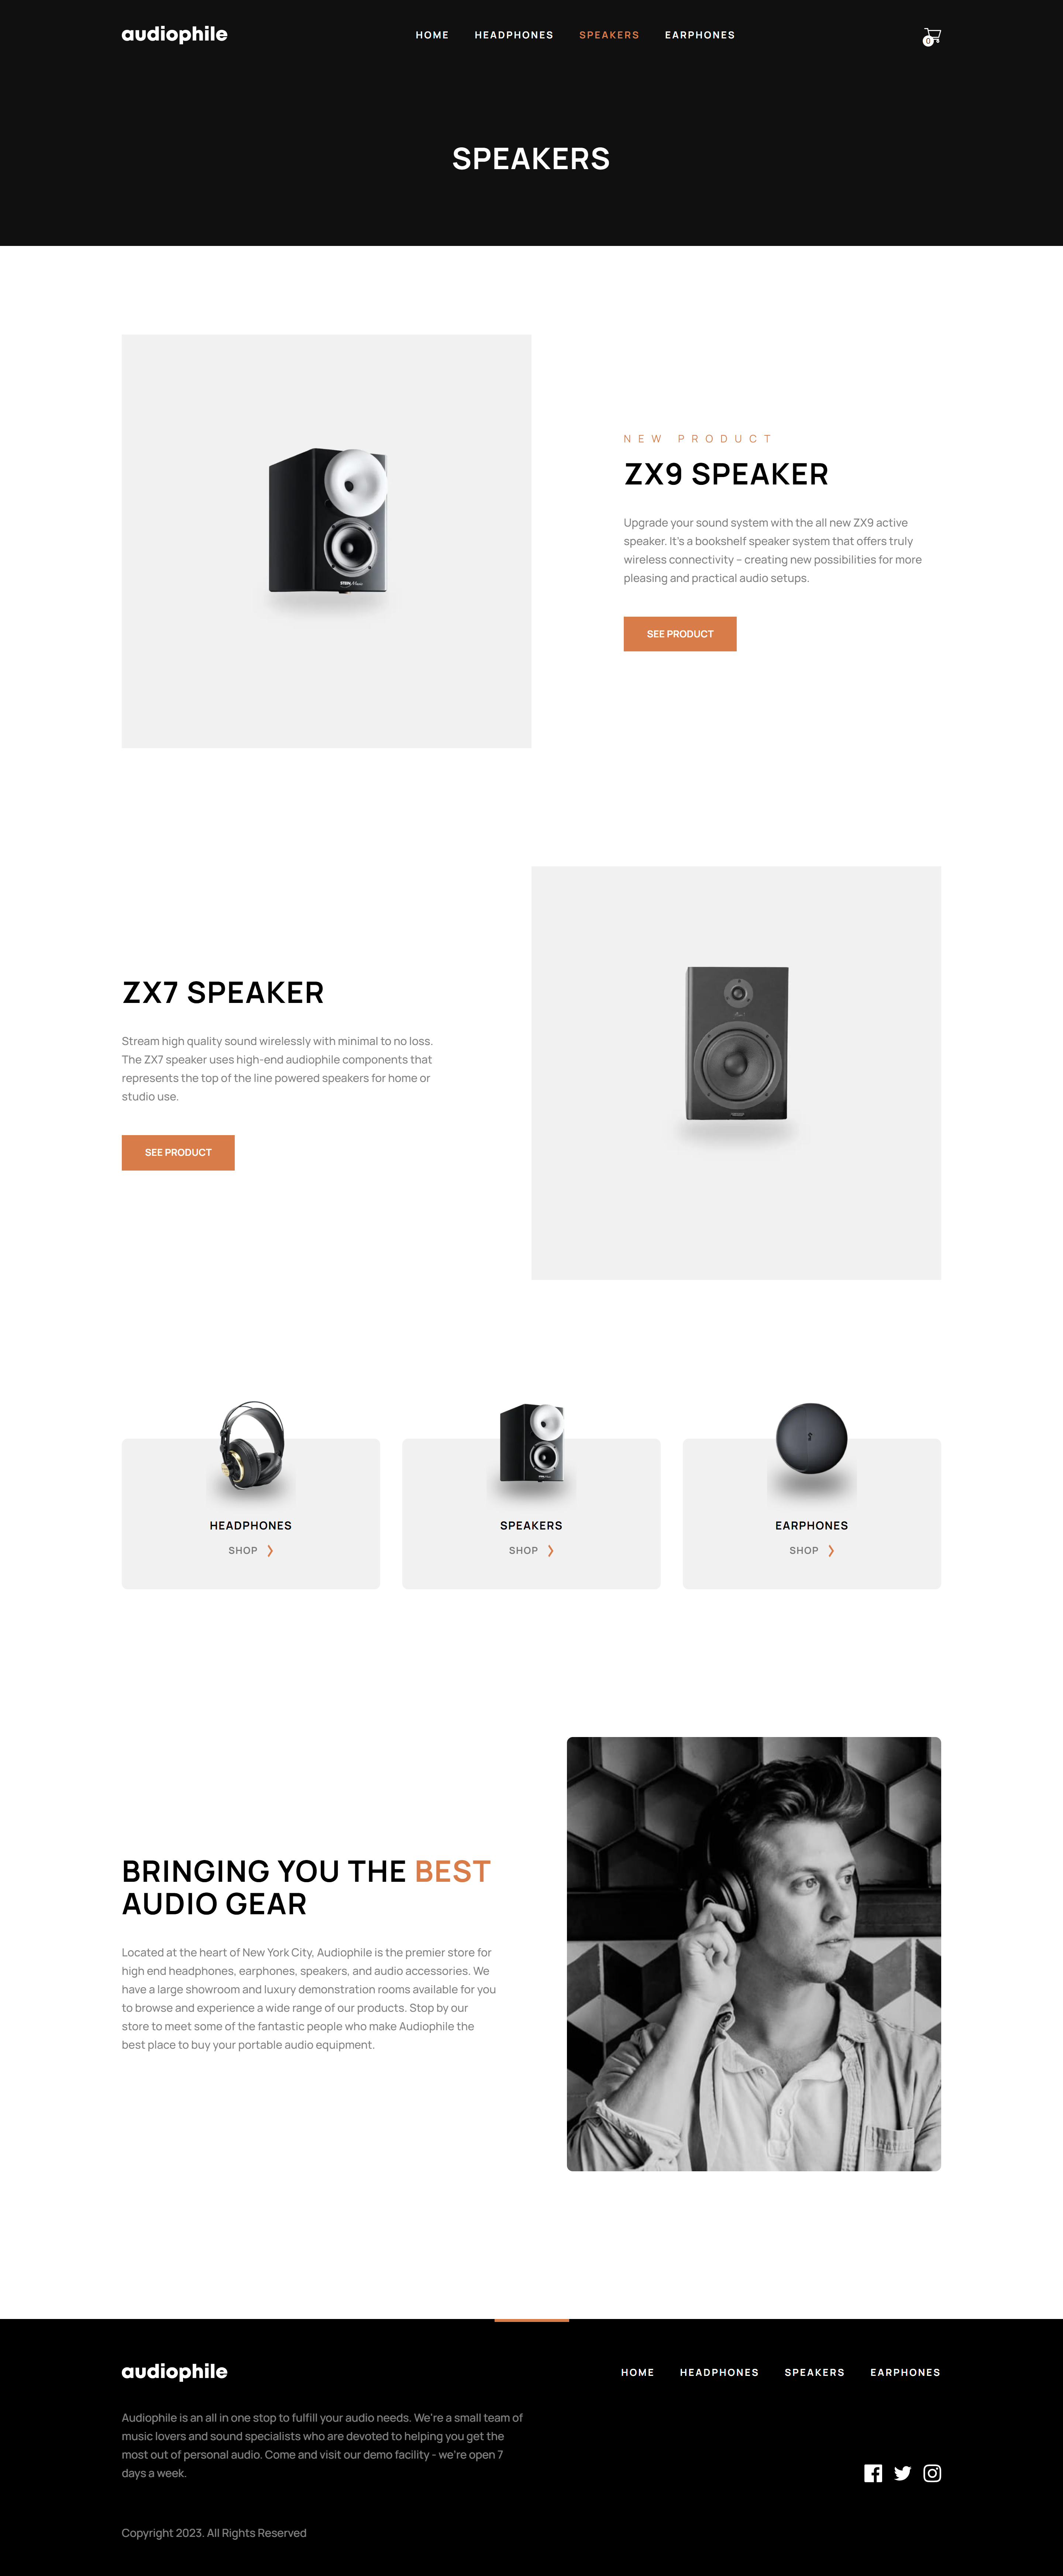 audiophile
HOME HEADPHONES SPEAKERS EARPHONES
0
SPEAKERS
NEW PRODUCT
ZX9 SPEAKER
Upgrade your sound system with the all new ZX9 active
speaker. It's a bookshelf speaker system that offers truly
wireless connectivity – creating new possibilities for more
pleasing and practical audio setups.
SEE PRODUCT
ZX7 SPEAKER
Stream high quality sound wirelessly with minimal to no loss.
The ZX7 speaker uses high-end audiophile components that
represents the top of the line powered speakers for home or
studio use.
SEE PRODUCT
HEADPHONES
SHOP
SPEAKERS
SHOP
EARPHONES
SHOP
BRINGING YOU THE BEST
AUDIO GEAR
Located at the heart of New York City, Audiophile is the premier store for
high end headphones, earphones, speakers, and audio accessories. We
have a large showroom and luxury demonstration rooms available for you
to browse and experience a wide range of our products. Stop by our
store to meet some of the fantastic people who make Audiophile the
best place to buy your portable audio equipment.
audiophile
HOME HEADPHONES SPEAKERS EARPHONES
Audiophile is an all in one stop to fulfill your audio needs. We're a small team of
music lovers and sound specialists who are devoted to helping you get the
most out of personal audio. Come and visit our demo facility - we're open 7
days a week.
Copyright 2023. All Rights Reserved